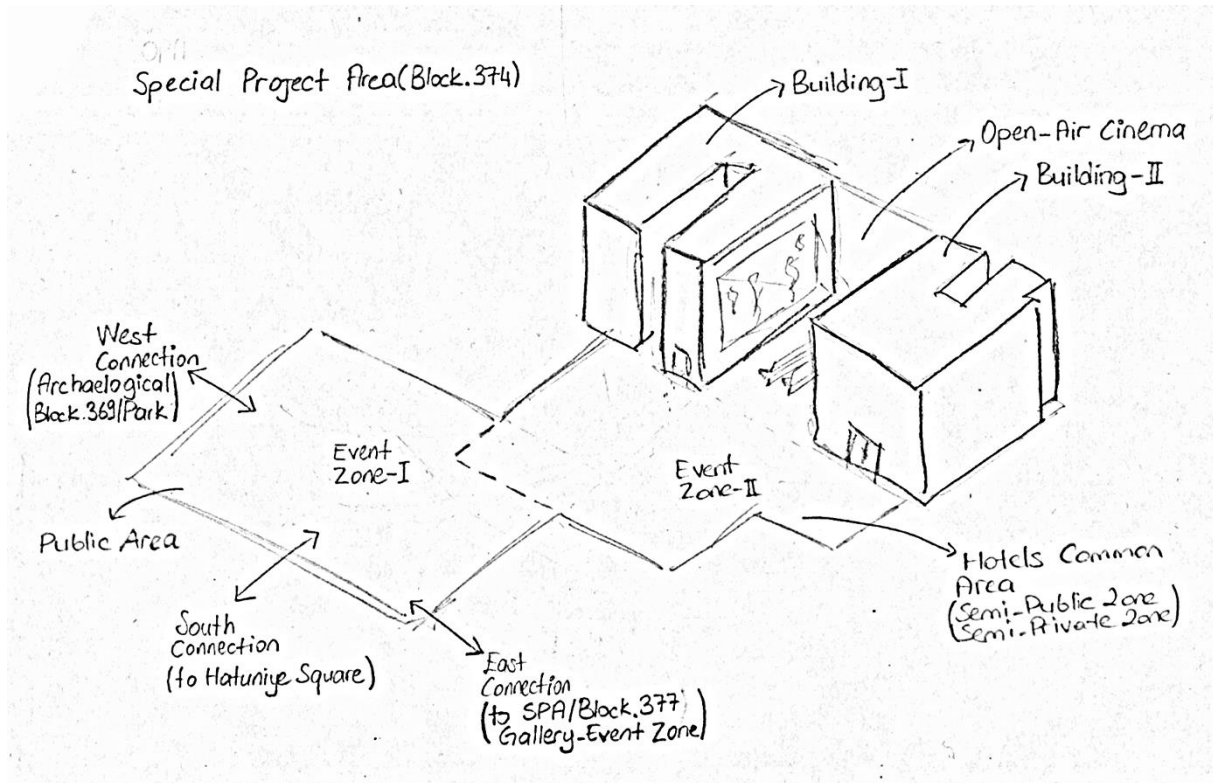 Special Project Area(Block.374)
Building-I
Open-Air Cinema
Building-II
West
Connection
(Archaelogical
Block.369/Park)
Event
Zone-I
Event
Zone-II
Public Area
Hotels Common
Area
(Semi-Public Zone
Semi-Private Zone)
South
Connection
(to Hatuniye Square)
East
Connection
(to SPA/Block.377
Gallery-Event Zone)